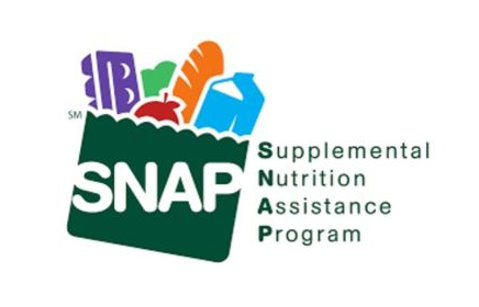 SM
SNAP
Supplemental
Nutrition
Assistance
Program